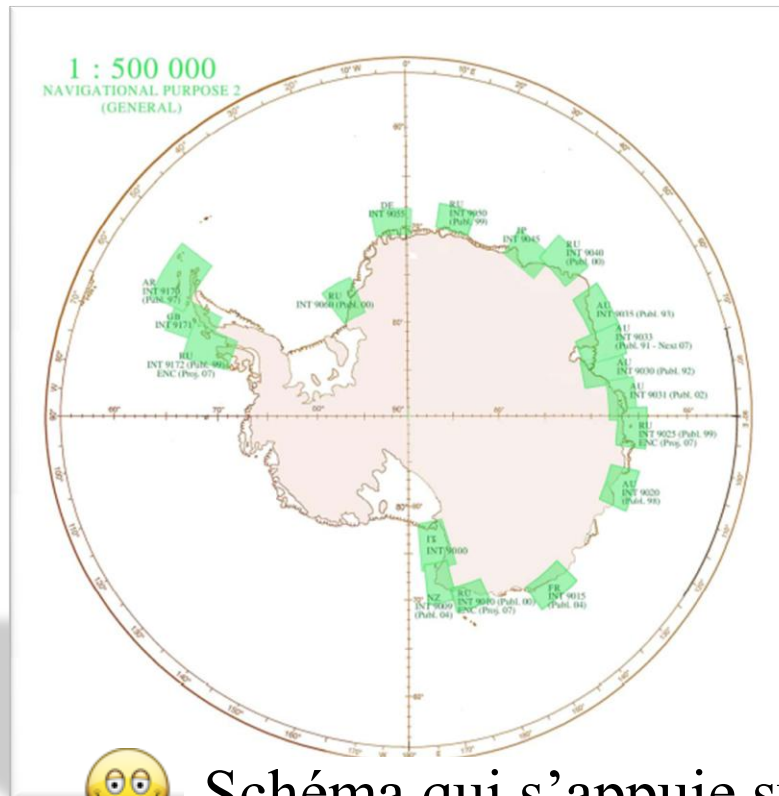 1 : 500 000
NAVIGATIONAL PURPOSE 2
(GENERAL)
DE
INT 9055
RU
INT 9050
(Publ. 99)
JP
INT 9045
RU
INT 9040
(Publ. 00)
AR
INT 9170
(Publ. 97)
GB
INT 9171
RU
INT 9172 (Publ. 99)
ENC (Proj. 07)
RU
INT 9060 (Publ. 00)
AU
INT 9035 (Publ. 93)
AU
INT 9033
(Publ. 91 - Next 07)
AU
INT 9030 (Publ. 92)
AU
INT 9031 (Publ. 02)
RU
INT 9025 (Publ. 99)
ENC (Proj. 07)
AU
INT 9020
(Publ. 98)
IT
INT 9000
NZ
INT 9009
(Publ. 04)
RU
INT 9010 (Publ. 00)
ENC (Proj. 07)
FR
INT 9015
(Publ. 04)
Schéma qui s'appuie